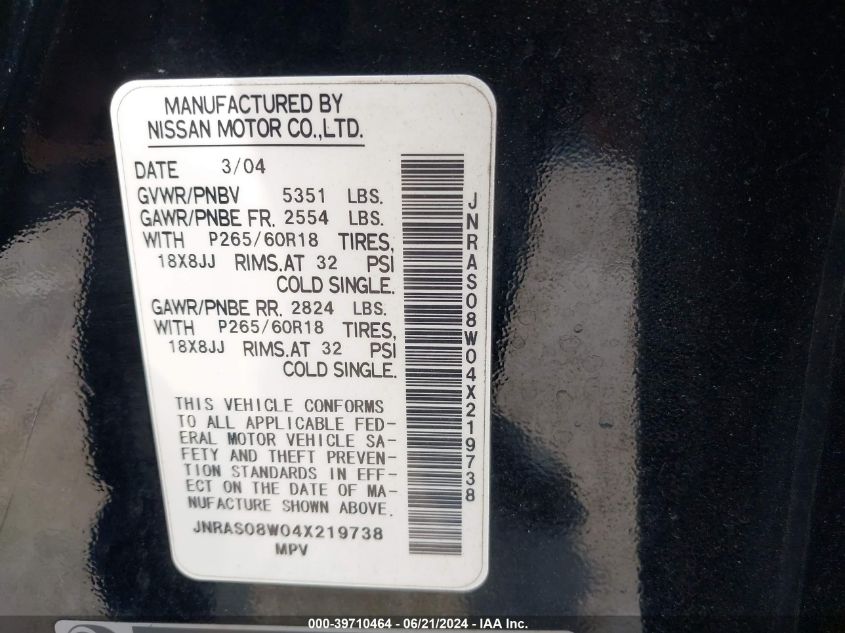 MANUFACTURED BY
NISSAN MOTOR CO.,LTD.
DATE 3/04
GVWR/PNBV 5351 LBS.
GAWR/PNBE FR. 2554 LBS.
WITH P265/60R18 TIRES,
18X8JJ RIMS.AT 32 PSI
COLD SINGLE.
GAWR/PNBE RR. 2824 LBS.
WITH P265/60R18 TIRES,
18X8JJ RIMS.AT 32 PSI
COLD SINGLE.
THIS VEHICLE CONFORMS
TO ALL APPLICABLE FED-
ERAL MOTOR VEHICLE SA-
FETY AND THEFT PREVEN-
TION STANDARDS IN EFF-
ECT ON THE DATE OF MA-
NUFACTURE SHOWN ABOVE.
JNRAS08W04X219738
MPV
JNRAS08W04X219738
000-39710464 - 06/21/2024 - IAA Inc.